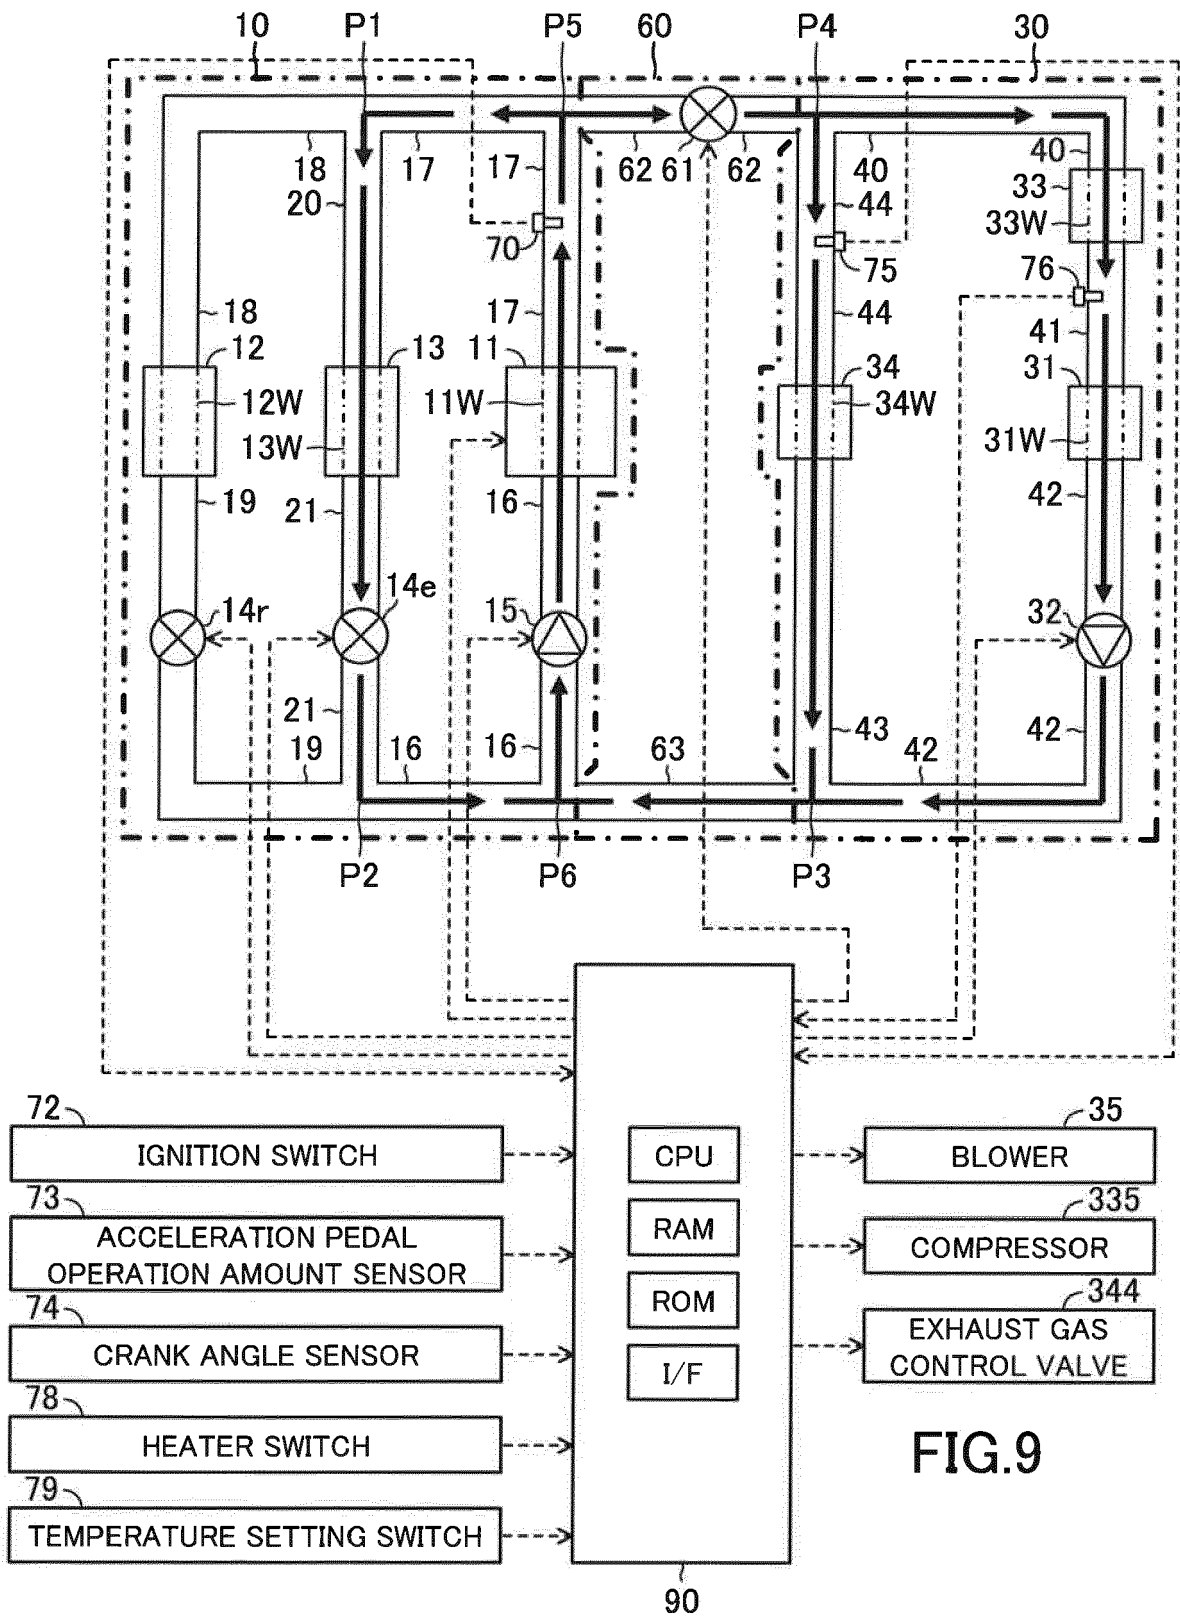 10 P1 P5 60 P4 30
18 17 17 62 61 62 40 40
20 44 33
33W
70 75 76
18 17 44 41
12 13 11 34 31
12W 11W 34W
13W 31W
19 21 16 42
14r 14e 15 32
21 16 43 42
19 16 63 42
P2 P6 P3
72 35
IGNITION SWITCH CPU BLOWER
73 335
ACCELERATION PEDAL
OPERATION AMOUNT SENSOR RAM COMPRESSOR
74 344
CRANK ANGLE SENSOR ROM EXHAUST GAS
CONTROL VALVE
I/F
78
HEATER SWITCH
FIG.9
79
TEMPERATURE SETTING SWITCH
90